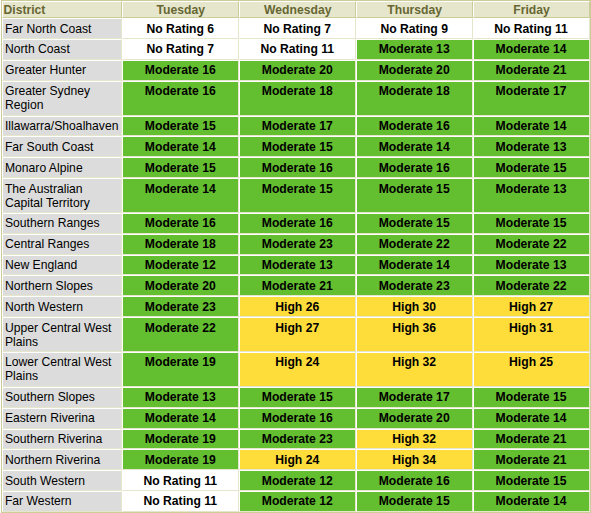 District Tuesday Wednesday Thursday Friday
Far North Coast No Rating 6 No Rating 7 No Rating 9 No Rating 11
North Coast No Rating 7 No Rating 11 Moderate 13 Moderate 14
Greater Hunter Moderate 16 Moderate 20 Moderate 20 Moderate 21
Greater Sydney Moderate 16 Moderate 18 Moderate 18 Moderate 17
Region
Illawarra/Shoalhaven Moderate 15 Moderate 17 Moderate 16 Moderate 14
Far South Coast Moderate 14 Moderate 15 Moderate 14 Moderate 13
Monaro Alpine Moderate 15 Moderate 16 Moderate 16 Moderate 15
The Australian Moderate 14 Moderate 15 Moderate 15 Moderate 13
Capital Territory
Southern Ranges Moderate 16 Moderate 16 Moderate 15 Moderate 15
Central Ranges Moderate 18 Moderate 23 Moderate 22 Moderate 22
New England Moderate 12 Moderate 13 Moderate 14 Moderate 13
Northern Slopes Moderate 20 Moderate 21 Moderate 23 Moderate 22
North Western Moderate 23 High 26 High 30 High 27
Upper Central West Moderate 22 High 27 High 36 High 31
Plains
Lower Central West Moderate 19 High 24 High 32 High 25
Plains
Southern Slopes Moderate 13 Moderate 15 Moderate 17 Moderate 15
Eastern Riverina Moderate 14 Moderate 16 Moderate 20 Moderate 14
Southern Riverina Moderate 19 Moderate 23 High 32 Moderate 21
Northern Riverina Moderate 19 High 24 High 34 Moderate 21
South Western No Rating 11 Moderate 12 Moderate 16 Moderate 15
Far Western No Rating 11 Moderate 12 Moderate 15 Moderate 14